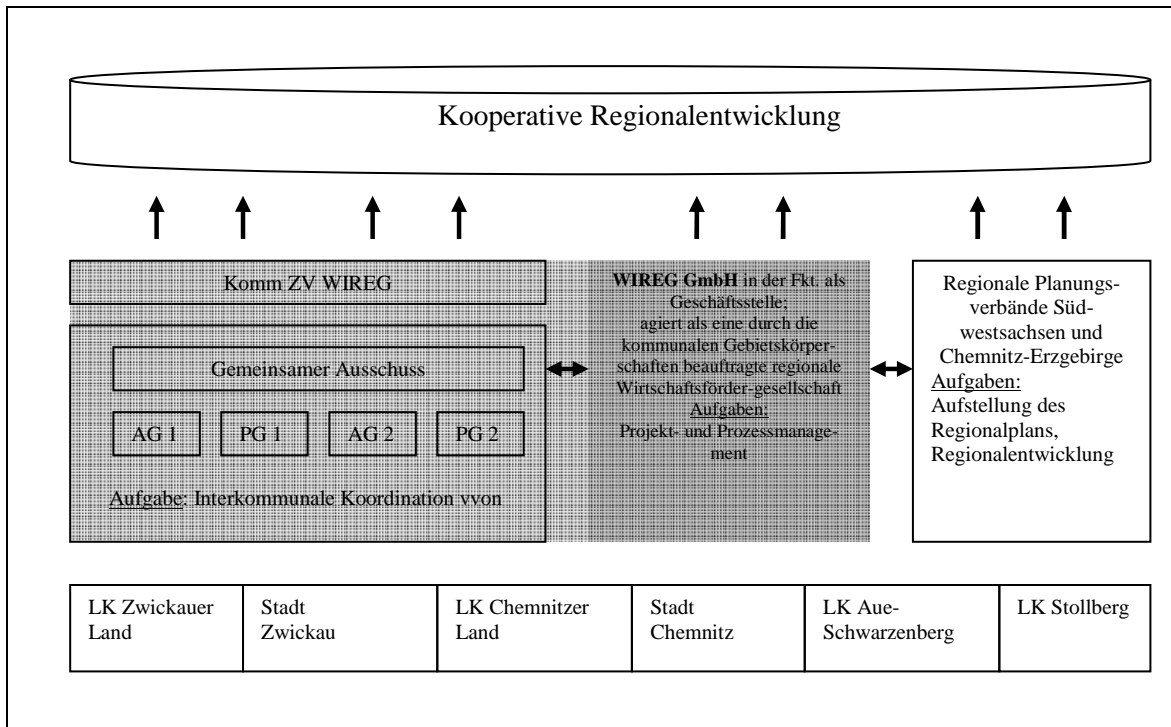 Kooperative Regionalentwicklung
Komm ZV WIREG
Gemeinsamer Ausschuss
AG 1
PG 1
AG 2
PG 2
Aufgabe: Interkommunale Koordination vvon
WIREG GmbH in der Fkt. als
Geschäftsstelle;
agiert als eine durch die
kommunalen Gebietskörper-
schaften beauftragte regionale
Wirtschaftsförder-gesellschaft
Aufgaben:
Projekt- und Prozessmanage-
ment
Regionale Planungs-
verbände Süd-
westsachsen und
Chemnitz-Erzgebirge
Aufgaben:
Aufstellung des
Regionalplans,
Regionalentwicklung
LK Zwickauer
Land
Stadt
Zwickau
LK Chemnitzer
Land
Stadt
Chemnitz
LK Aue-
Schwarzenberg
LK Stollberg